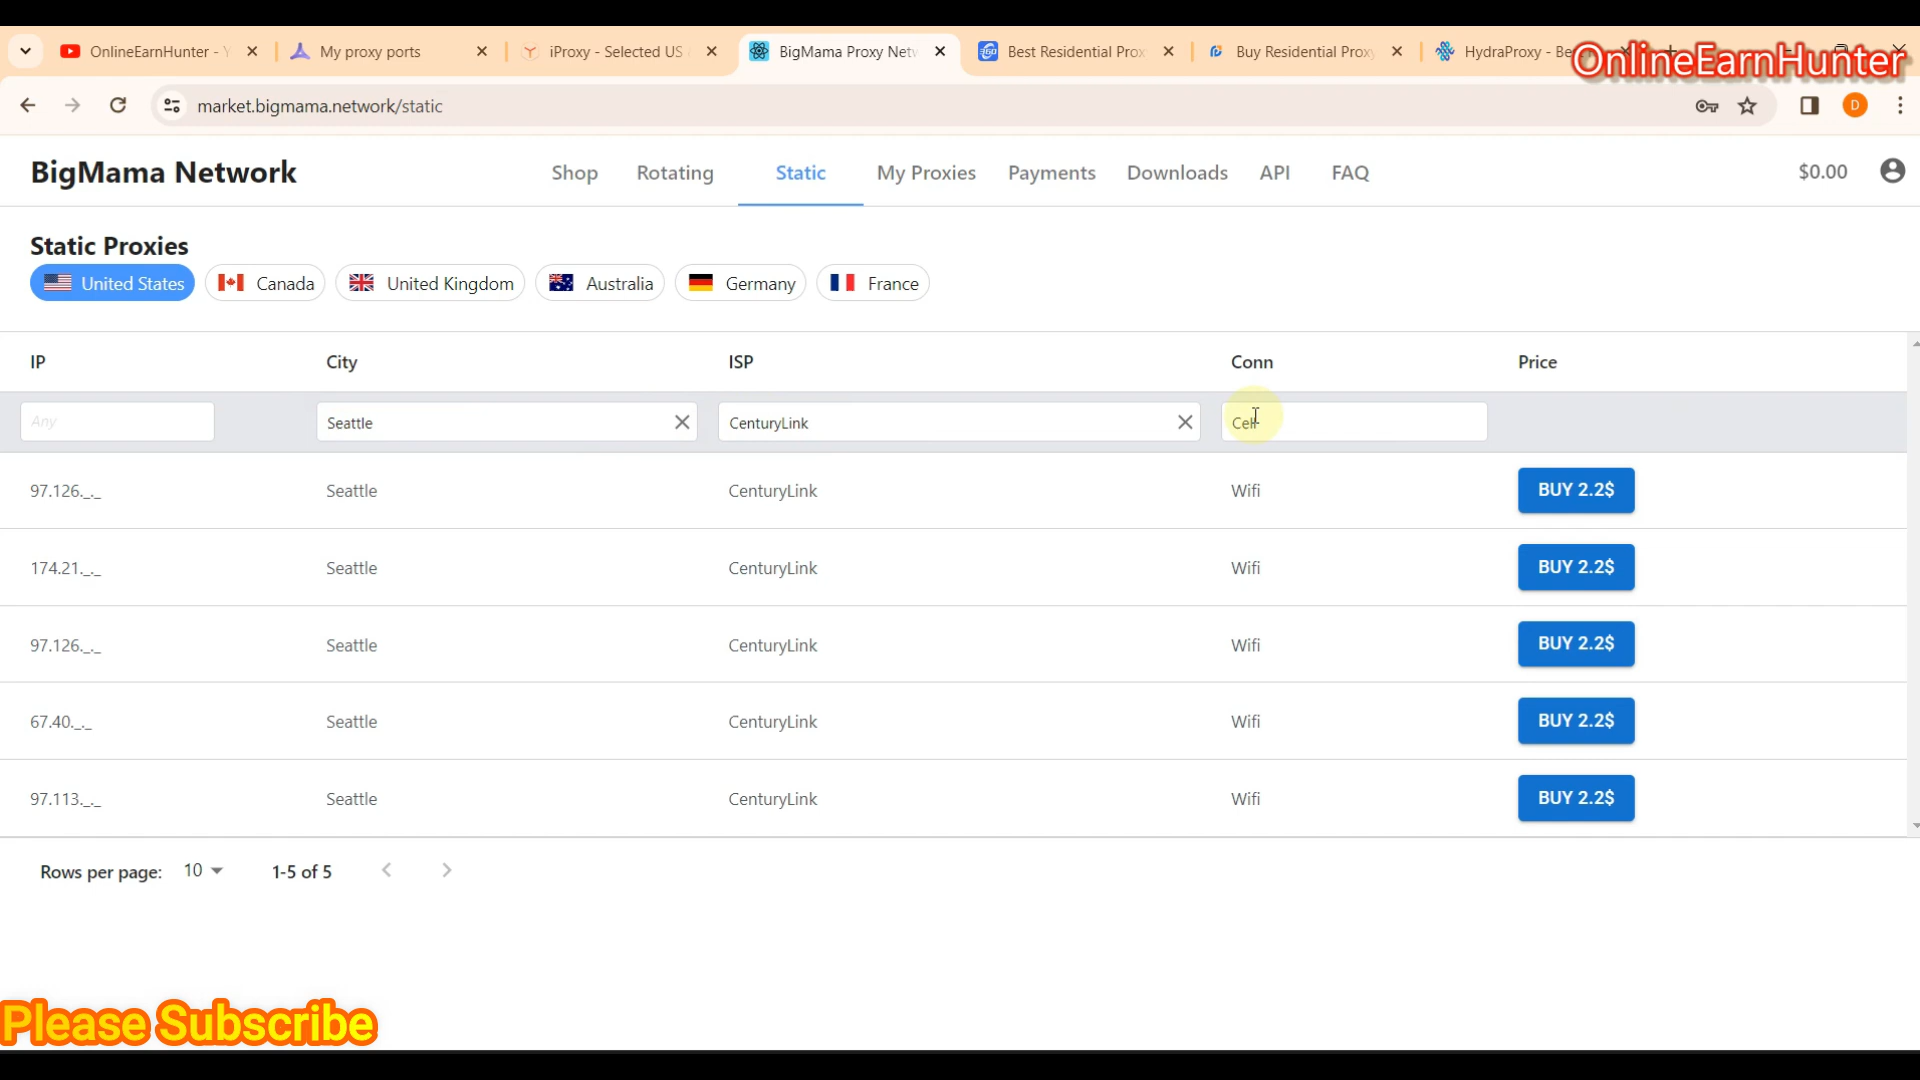 OnlineEarnHunter - Y
My proxy ports
iProxy - Selected US
BigMama Proxy Netw
Best Residential Prox
Buy Residential Proxy
HydraProxy - Be
OnlineEarnHunter
market.bigmama.network/static
D
BigMama Network
Shop
Rotating
Static
My Proxies
Payments
Downloads
API
FAQ
$0.00
Static Proxies
United States
Canada
United Kingdom
Australia
Germany
France
IP
City
ISP
Conn
Price
Any
Seattle
CenturyLink
Cell
97.126._._
Seattle
CenturyLink
Wifi
BUY 2.2$
174.21._._
Seattle
CenturyLink
Wifi
BUY 2.2$
97.126._._
Seattle
CenturyLink
Wifi
BUY 2.2$
67.40._._
Seattle
CenturyLink
Wifi
BUY 2.2$
97.113._._
Seattle
CenturyLink
Wifi
BUY 2.2$
Rows per page:
10
1-5 of 5
Please Subscribe